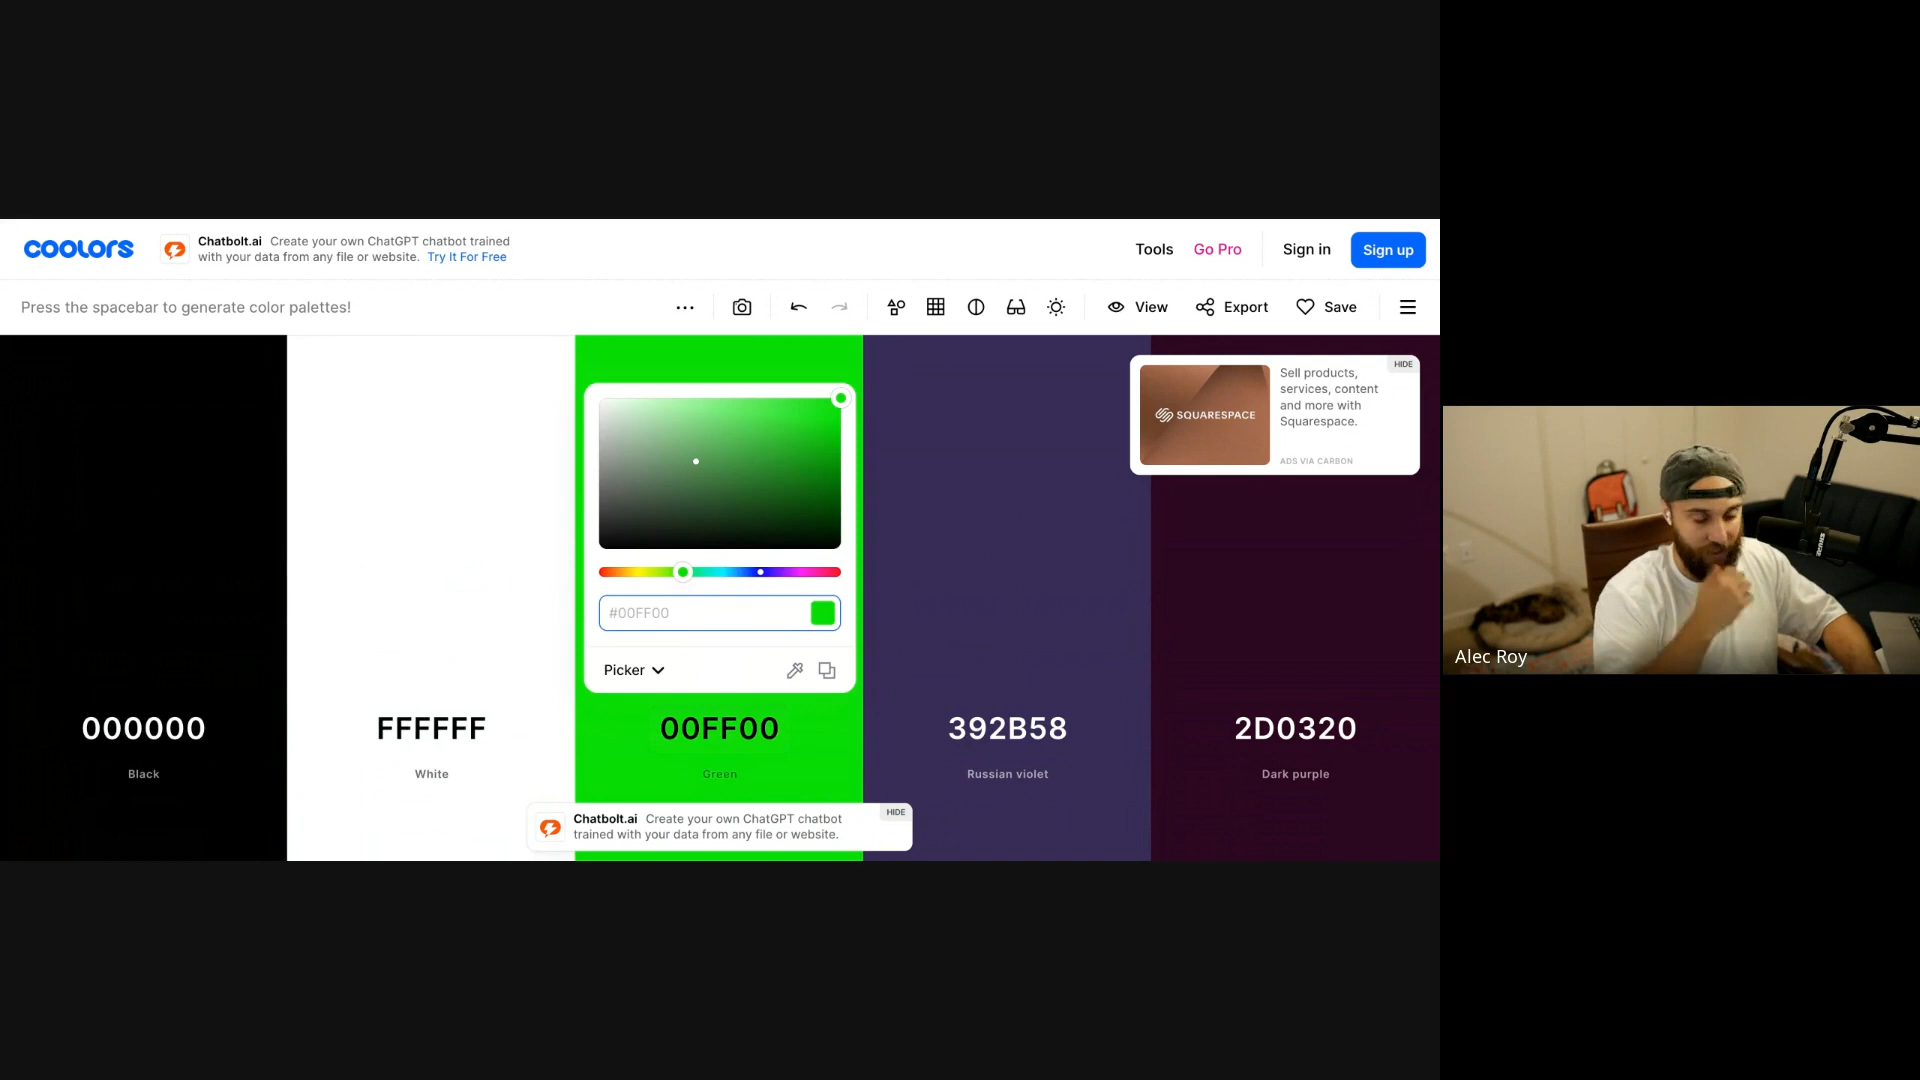 coolors
Chatbolt.ai Create your own ChatGPT chatbot trained
with your data from any file or website. Try It For Free
Tools Go Pro Sign in Sign up
Press the spacebar to generate color palettes!
View Export Save
HIDE
Sell products,
services, content
and more with
Squarespace.
SQUARESPACE
ADS VIA CARBON
#00FF00
Picker
000000
Black
FFFFFF
White
00FF00
Green
392B58
Russian violet
2D0320
Dark purple
Chatbolt.ai Create your own ChatGPT chatbot
trained with your data from any file or website.
HIDE
SHURE
Alec Roy